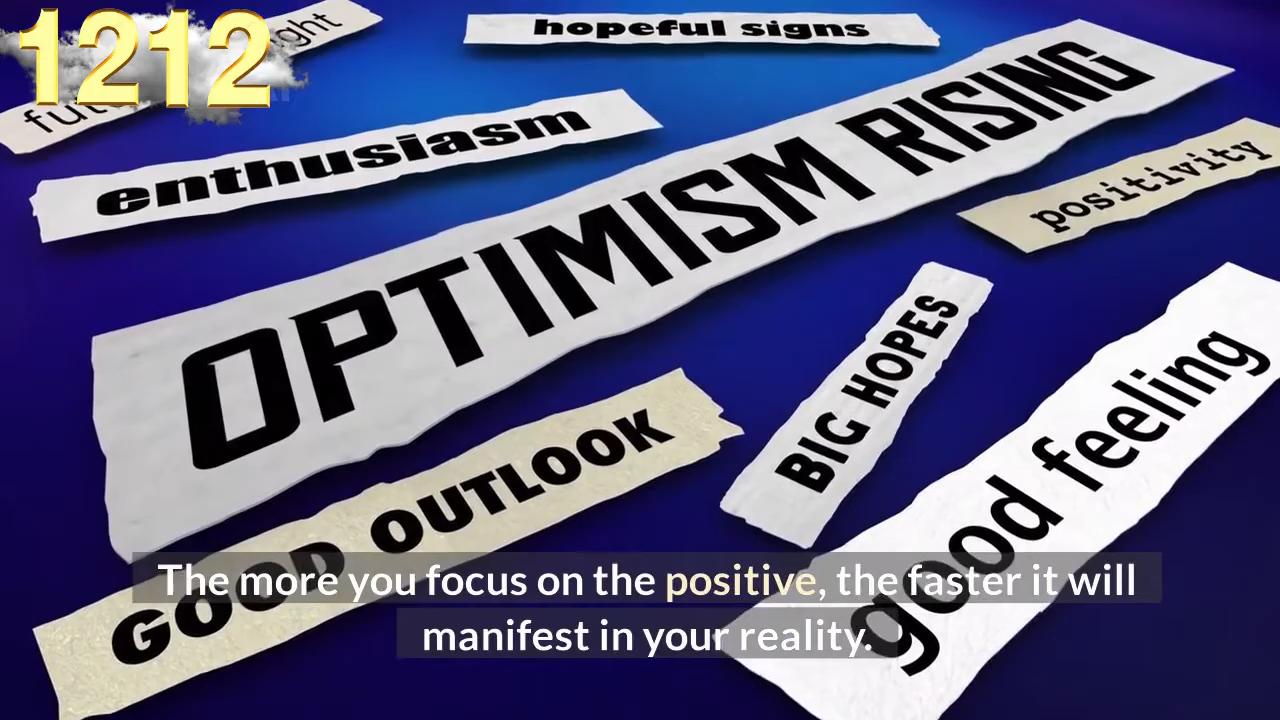 1212
hopeful signs
enthusiasm
OPTIMISM RISING
positivity
BIG HOPES
good feeling
GOOD OUTLOOK
The more you focus on the positive, the faster it will
manifest in your reality.